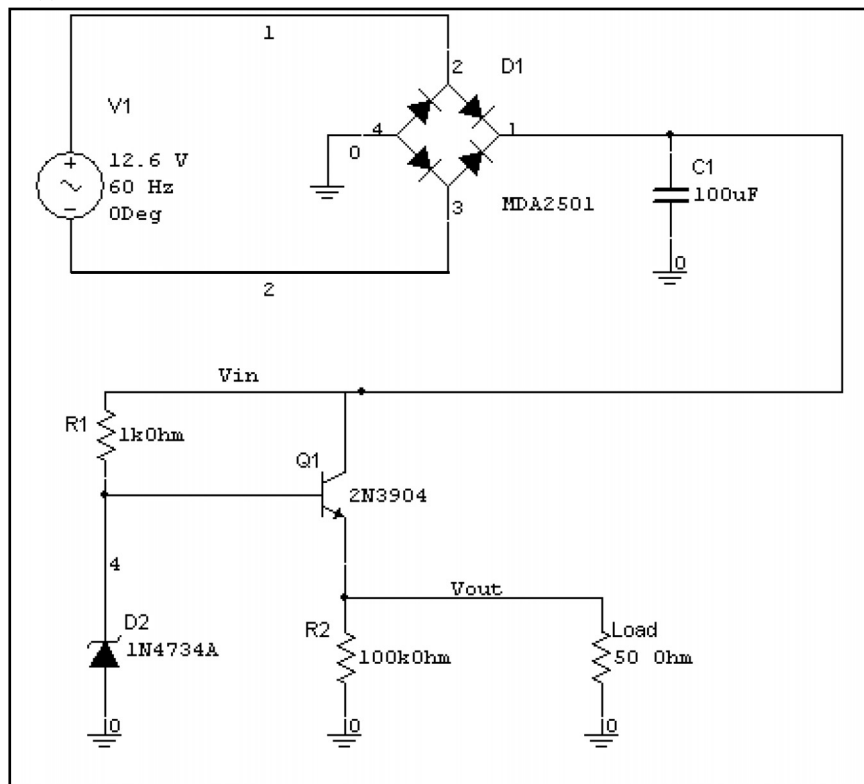 1
2
D1
V1
4
1
0
12.6 V
60 Hz
0Deg
3
MDA2501
C1
100uF
0
2
Vin
R1
1kOhm
Q1
2N3904
4
Vout
D2
1N4734A
R2
100kOhm
Load
50 Ohm
0
0
0